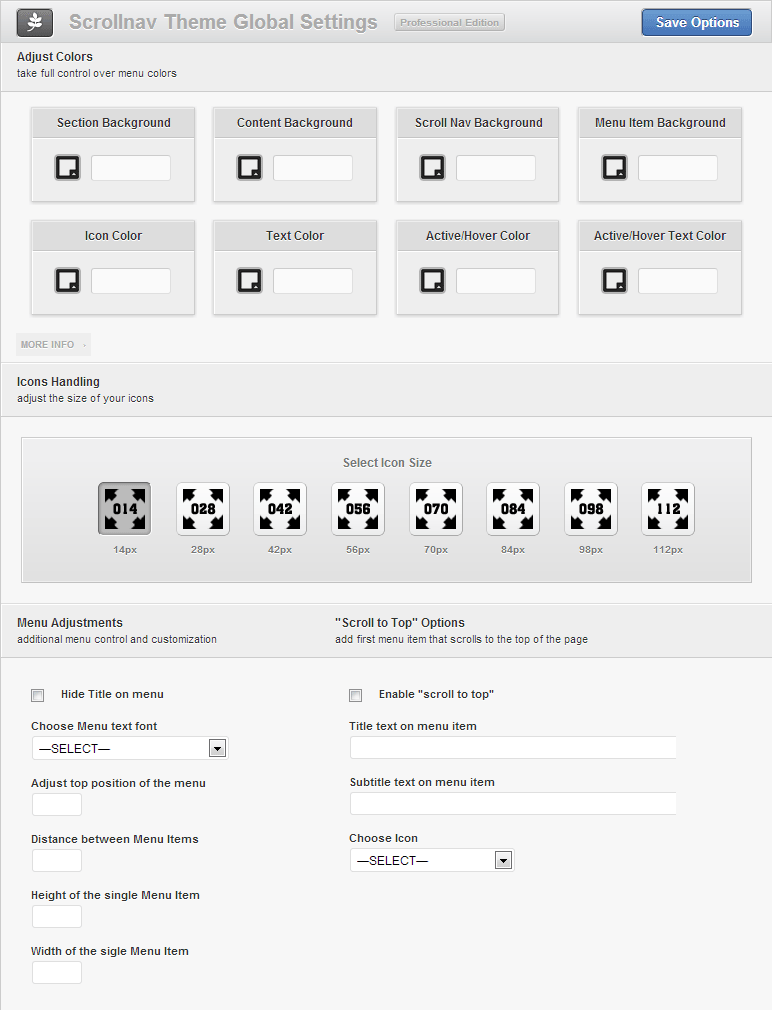 Scrollnav Theme Global Settings
Professional Edition
Save Options
Adjust Colors
take full control over menu colors
Section Background
Content Background
Scroll Nav Background
Menu Item Background
Icon Color
Text Color
Active/Hover Color
Active/Hover Text Color
MORE INFO
Icons Handling
adjust the size of your icons
Select Icon Size
014
028
042
056
070
084
098
112
14px
28px
42px
56px
70px
84px
98px
112px
Menu Adjustments
additional menu control and customization
"Scroll to Top" Options
add first menu item that scrolls to the top of the page
Hide Title on menu
Choose Menu text font
—SELECT—
Adjust top position of the menu
Distance between Menu Items
Height of the single Menu Item
Width of the sigle Menu Item
Enable "scroll to top"
Title text on menu item
Subtitle text on menu item
Choose Icon
—SELECT—